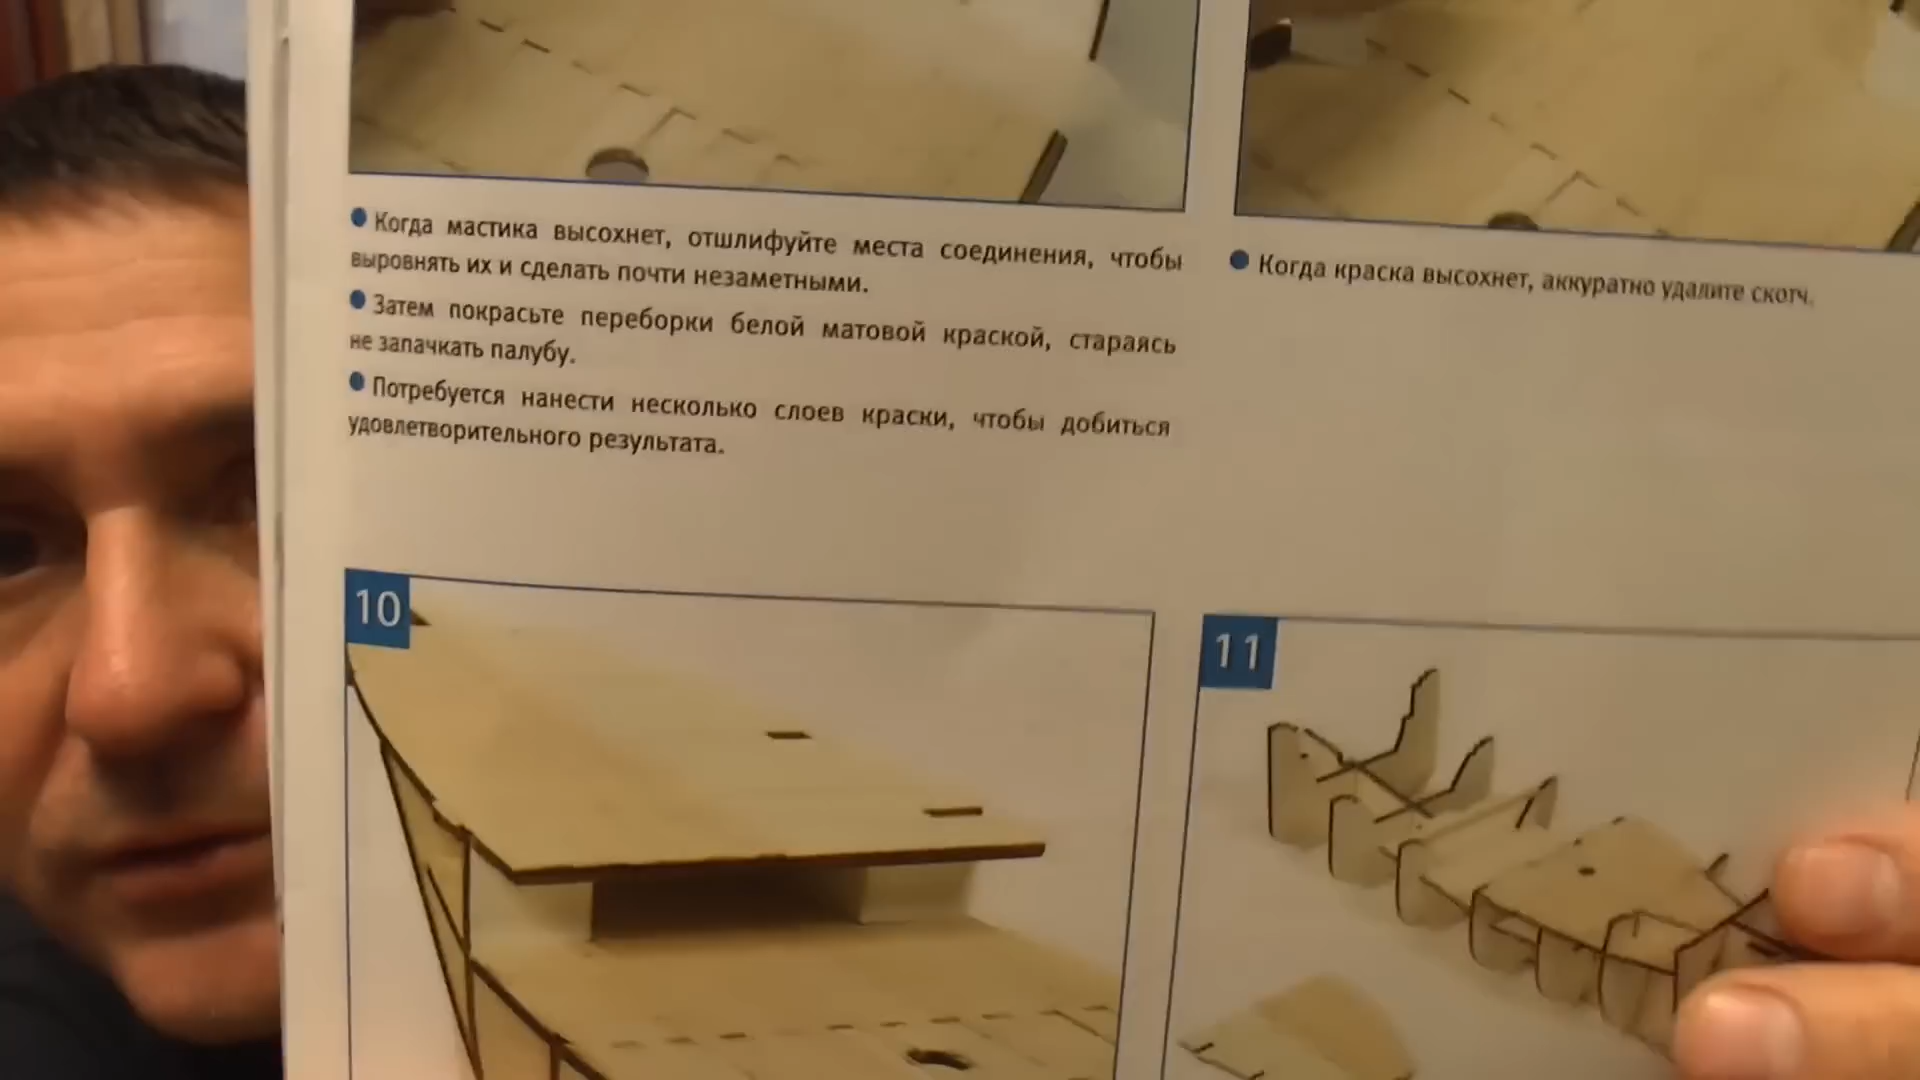 ● Когда мастика высохнет, отшлифуйте места соединения, чтобы
выровнять их и сделать почти незаметными.
● Затем покрасьте переборки белой матовой краской, стараясь
не запачкать палубу.
● Потребуется нанести несколько слоев краски, чтобы добиться
удовлетворительного результата.
● Когда краска высохнет, аккуратно удалите скотч.
10
11